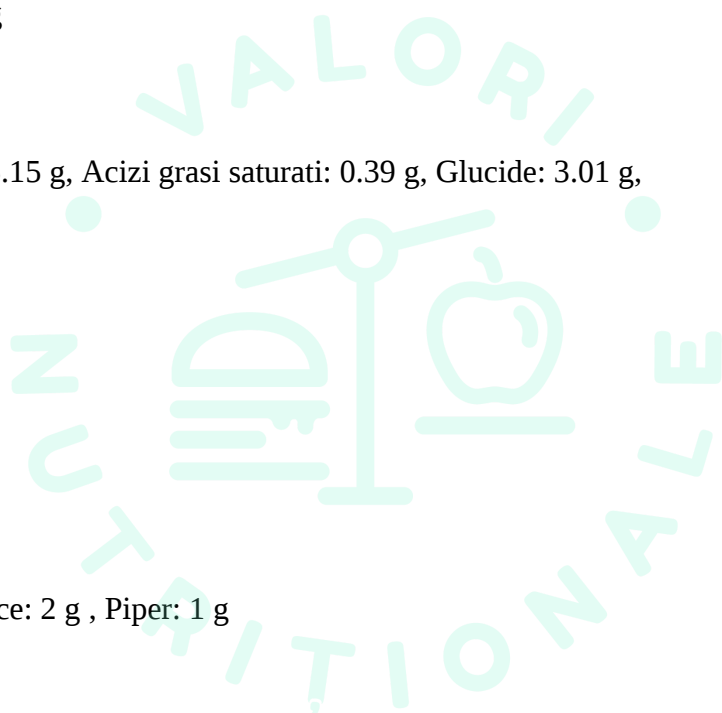 VALORI
.15 g, Acizi grasi saturati: 0.39 g, Glucide: 3.01 g,
NUTRITIONALE
ce: 2 g , Piper: 1 g